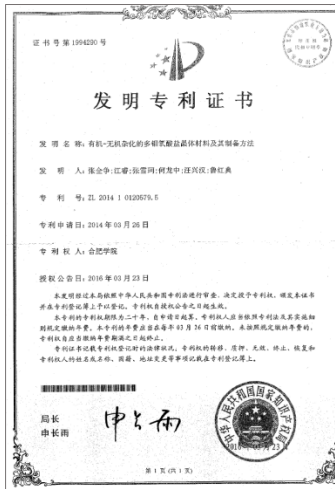 证书号第1994200号
发明专利证书
发明名称：有机-无机杂化的多钼氧酸盐晶体材料及其制备方法
发明人：张全争;江睿;张雪同;何龙中;汪兴汉;鲁红典
专利号：ZL 2014 1 0120579.5
专利申请日：2014年03月26日
专利权人：合肥学院
授权公告日：2016年03月23日
本发明经过本局依照中华人民共和国专利法进行审查，决定授予专利权，颁发本证书
并在专利登记簿上予以登记。专利权自授权公告之日起生效。
本专利的专利权期限为二十年，自申请日起算。专利权人应当依照专利法及其实施细
则规定缴纳年费。本专利的年费应当在每年03月26日前缴纳。未按照规定缴纳年费的，
专利权自应当缴纳年费期满之日起终止。
专利证书记载专利权登记时的法律状况。专利权的转移、质押、无效、终止、恢复和
专利权人的姓名或名称、国籍、地址变更等事项记载在专利登记簿上。
局长
申长雨
申长雨
中华人民共和国国家知识产权局
2016年03月23日
第1页(共1页)